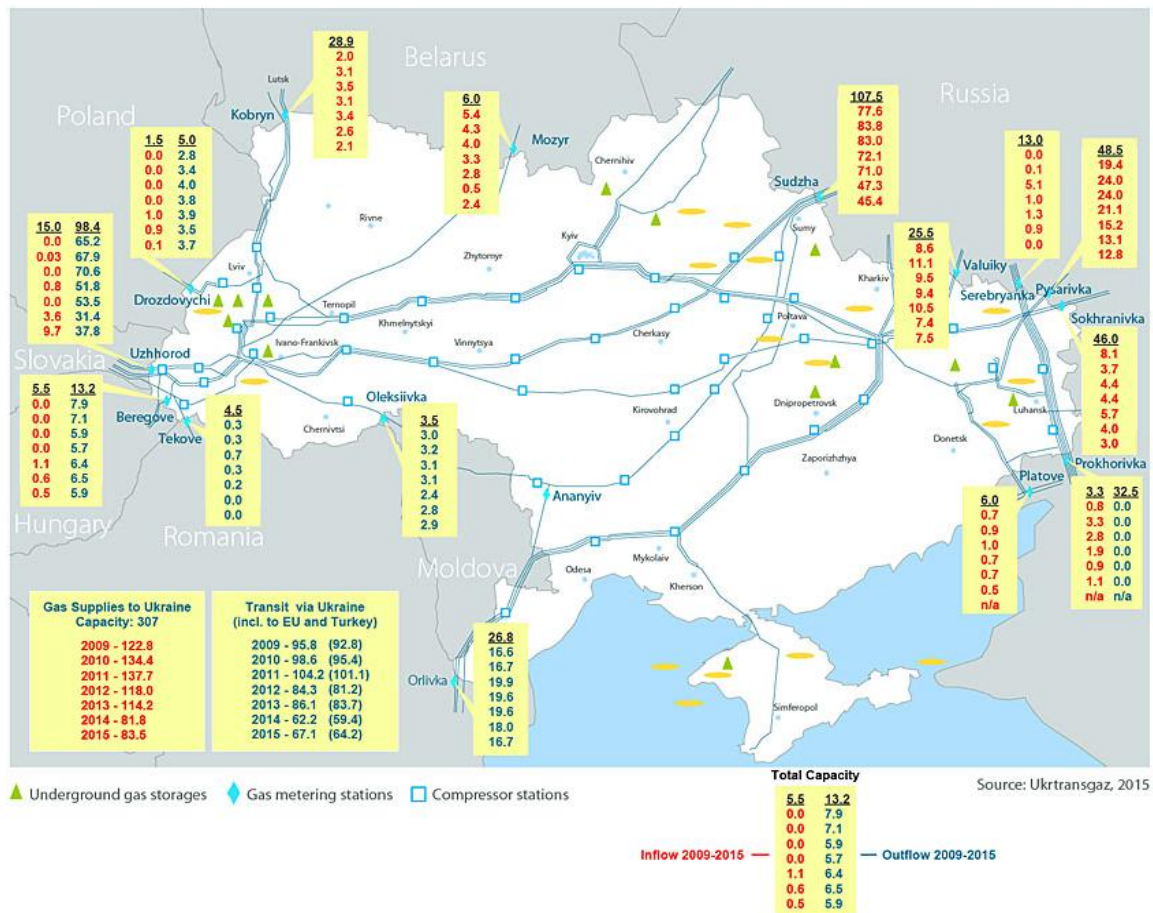 Belarus
Russia
Poland
Slovakia
Hungary
Romania
Moldova
Lutsk
Kobryn
28.9
2.0
3.1
3.5
3.1
3.4
2.6
2.1
Mozyr
6.0
5.4
4.3
4.0
3.3
2.8
0.5
2.4
Sudzha
107.5
77.6
83.8
83.0
72.1
71.0
47.3
45.4
Serebryanka
13.0
0.0
0.1
5.1
1.0
1.3
0.9
0.0
Pysarivka
48.5
19.4
24.0
24.0
21.1
15.2
13.1
12.8
Valuiky
25.5
8.6
11.1
9.5
9.4
10.5
7.4
7.5
Sokhranivka
46.0
8.1
3.7
4.4
4.4
5.7
4.0
3.0
Prokhorivka
3.3 32.5
0.8 0.0
3.3 0.0
2.8 0.0
1.9 0.0
0.9 0.0
1.1 0.0
n/a n/a
Platove
6.0
0.7
0.9
1.0
0.7
0.7
0.5
n/a
Drozdovychi
1.5 5.0
0.0 2.8
0.0 3.4
0.0 4.0
0.0 3.8
1.0 3.9
0.9 3.5
0.1 3.7
Uzhhorod
15.0 98.4
0.0 65.2
0.03 67.9
0.0 70.6
0.8 51.8
0.0 53.5
3.6 31.4
9.7 37.8
Beregove
5.5 13.2
0.0 7.9
0.0 7.1
0.0 5.9
0.0 5.7
1.1 6.4
0.6 6.5
0.5 5.9
Tekove
4.5
0.3
0.3
0.7
0.3
0.2
0.0
0.0
Oleksiivka
3.5
3.0
3.2
3.1
3.1
2.4
2.8
2.9
Ananyiv
Orlivka
26.8
16.6
16.7
19.9
19.6
19.6
18.0
16.7
Chernihiv
Rivne
Kyiv
Sumy
Lviv
Zhytomyr
Kharkiv
Ternopil
Khmelnytskyi
Poltava
Ivano-Frankivsk
Vinnytsya
Cherkasy
Kirovohrad
Dnipropetrovsk
Luhansk
Chernivtsi
Donetsk
Zaporizhzhya
Mykolaiv
Odesa
Kherson
Simferopol
Gas Supplies to Ukraine
Capacity: 307
2009 - 122.8
2010 - 134.4
2011 - 137.7
2012 - 118.0
2013 - 114.2
2014 - 81.8
2015 - 83.5
Transit via Ukraine
(incl. to EU and Turkey)
2009 - 95.8 (92.8)
2010 - 98.6 (95.4)
2011 - 104.2 (101.1)
2012 - 84.3 (81.2)
2013 - 86.1 (83.7)
2014 - 62.2 (59.4)
2015 - 67.1 (64.2)
Underground gas storages
Gas metering stations
Compressor stations
Source: Ukrtransgaz, 2015
Total Capacity
5.5 13.2
0.0 7.9
0.0 7.1
0.0 5.9
0.0 5.7
1.1 6.4
0.6 6.5
0.5 5.9
Inflow 2009-2015
Outflow 2009-2015